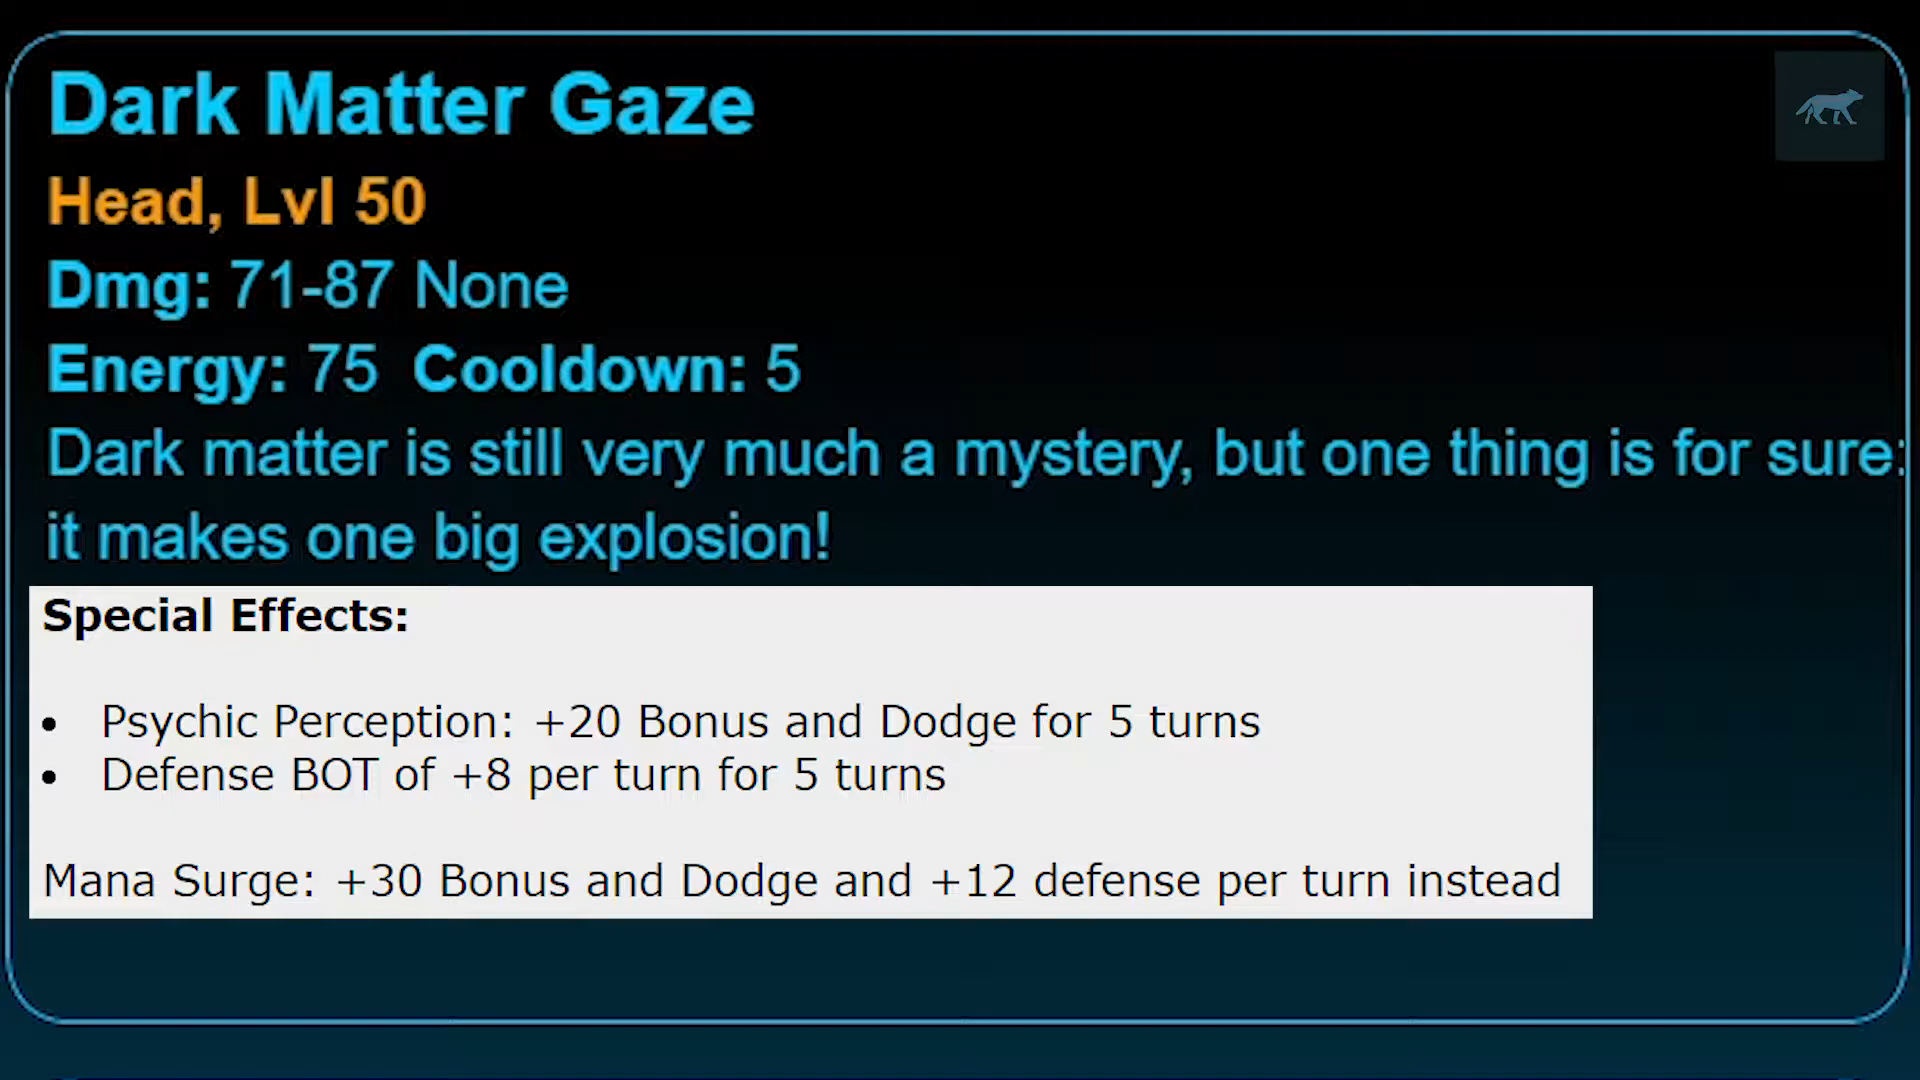 Dark Matter Gaze
Head, Lvl 50
Dmg: 71-87 None
Energy: 75 Cooldown: 5
Dark matter is still very much a mystery, but one thing is for sure:
it makes one big explosion!
Special Effects:
• Psychic Perception: +20 Bonus and Dodge for 5 turns
• Defense BOT of +8 per turn for 5 turns
Mana Surge: +30 Bonus and Dodge and +12 defense per turn instead